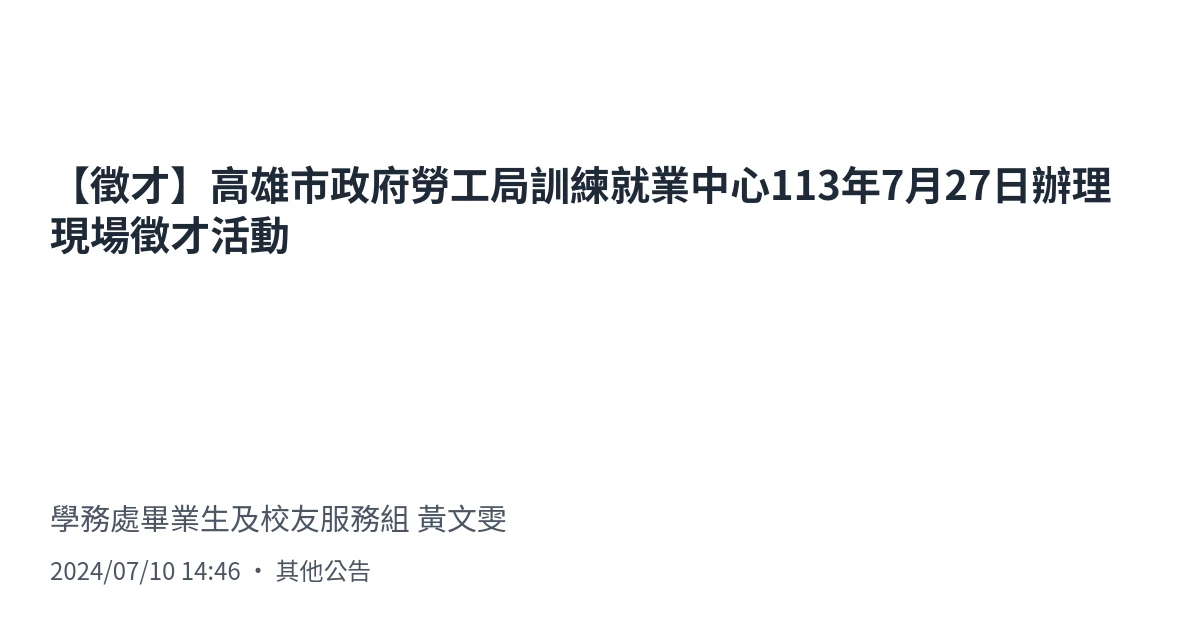 【徵才】高雄市政府勞工局訓練就業中心113年7月27日辦理
現場徵才活動
學務處畢業生及校友服務組 黃文雯
2024/07/10 14:46 • 其他公告